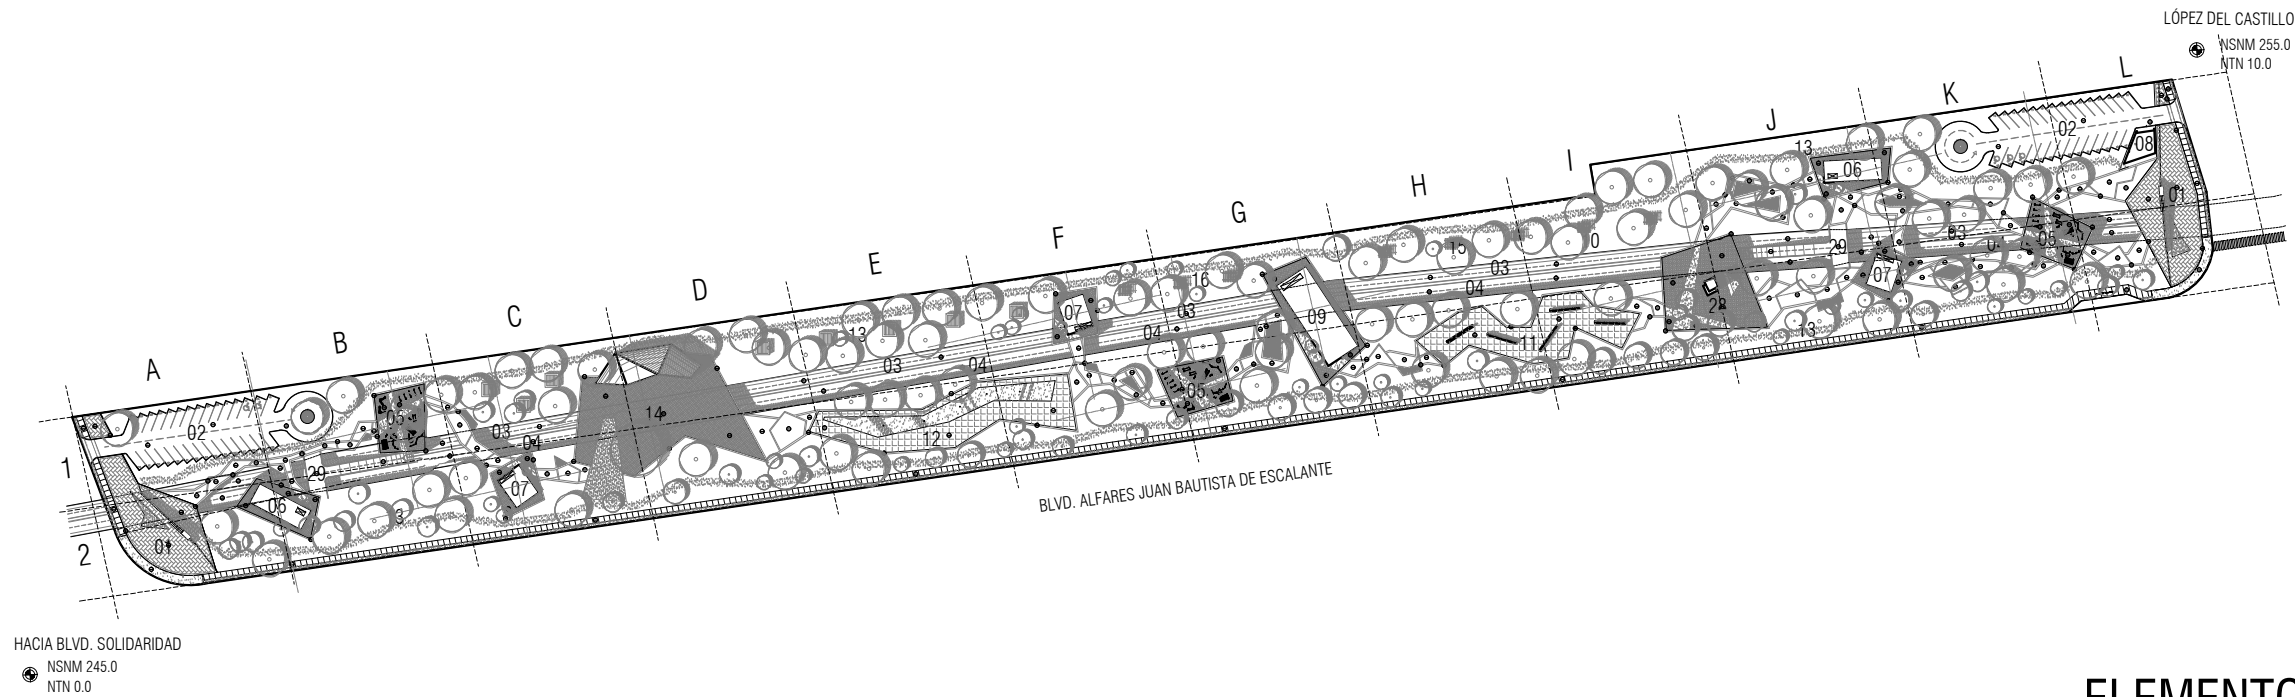 LÓPEZ DEL CASTILLO
NSNM 255.0
NTN 10.0
L
K
J
I
H
G
F
E
D
C
B
A
1
2
02
08
01
13
06
03
05
29
07
28
13
15
03
04
11
16
03
04
09
07
05
13
03
04
12
14
03
04
07
05
02
29
06
01
BLVD. ALFARES JUAN BAUTISTA DE ESCALANTE
HACIA BLVD. SOLIDARIDAD
NSNM 245.0
NTN 0.0